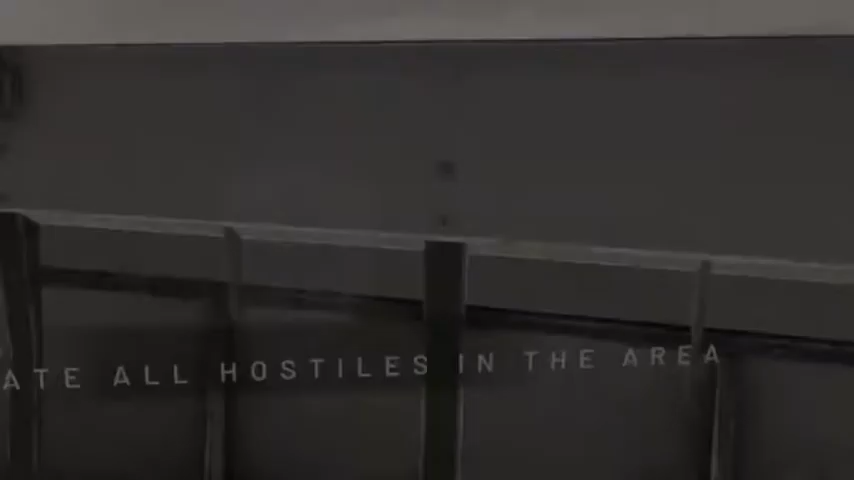 ATE ALL HOSTILES IN THE AREA